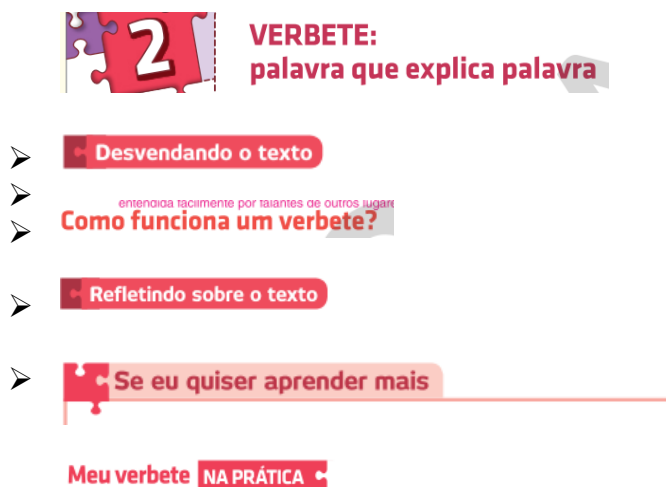 2
VERBETE:
palavra que explica palavra
Desvendando o texto
entendida facilmente por falantes de outros lugare
Como funciona um verbete?
Refletindo sobre o texto
Se eu quiser aprender mais
Meu verbete NA PRÁTICA